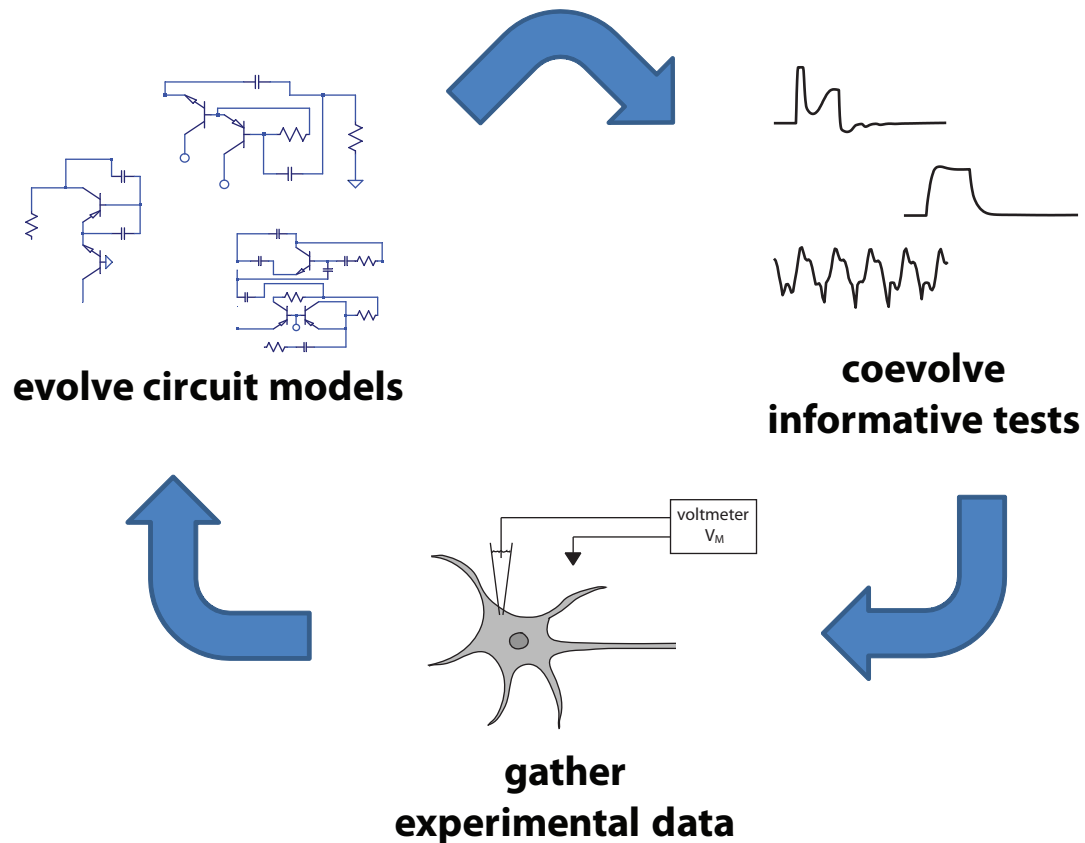 evolve circuit models
coevolve
informative tests
voltmeter
VM
gather
experimental data